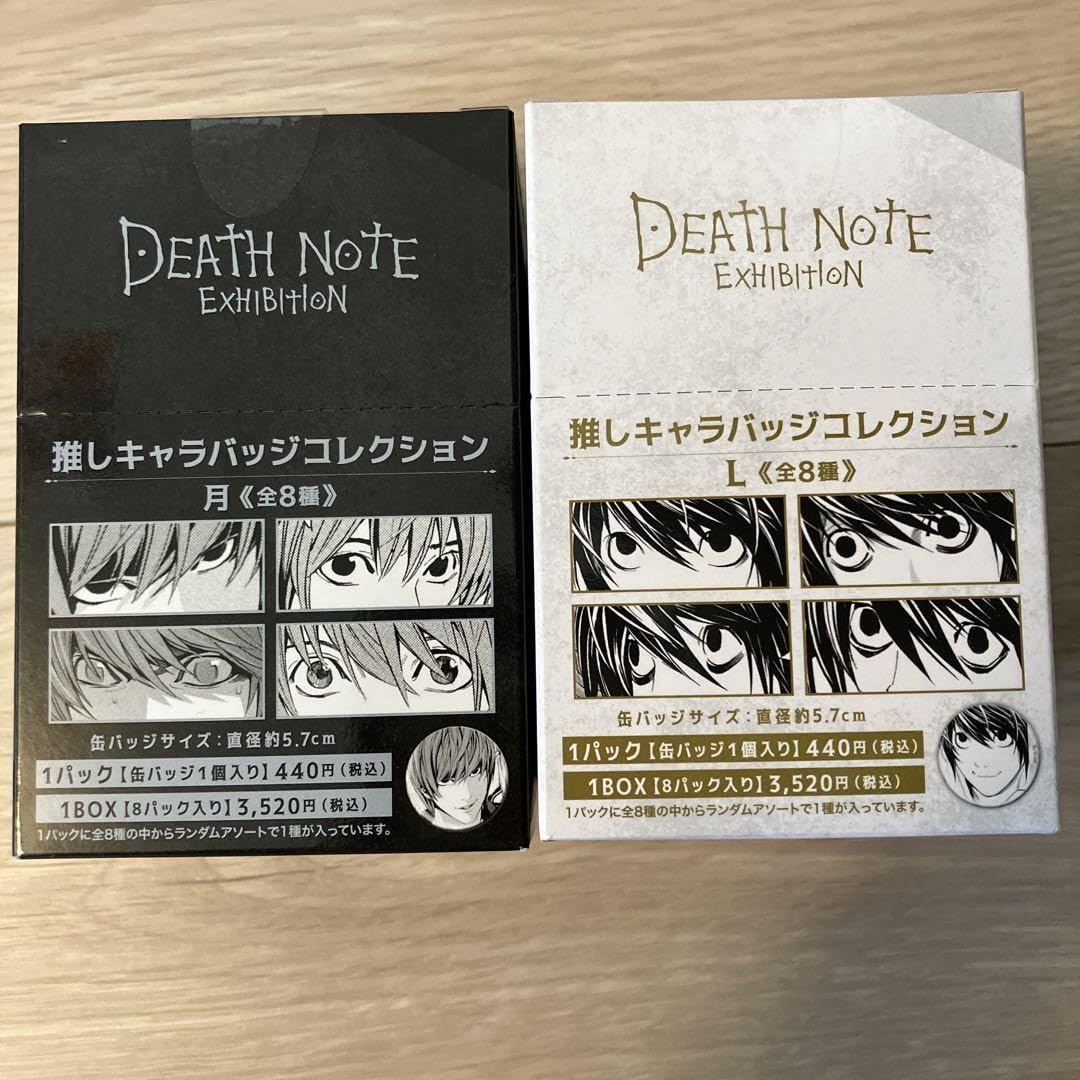 DEATH NOTE
EXHIBITION
推しキャラバッジコレクション
月《全8種》
缶バッジサイズ：直径約5.7cm
1パック【缶バッジ1個入り】440円（税込）
1BOX【8パック入り】3,520円（税込）
1パックに全8種の中からランダムアソートで1種が入っています。
DEATH NOTE
EXHIBITION
推しキャラバッジコレクション
L《全8種》
缶バッジサイズ：直径約5.7cm
1パック【缶バッジ1個入り】440円（税込）
1BOX【8パック入り】3,520円（税込）
1パックに全8種の中からランダムアソートで1種が入っています。